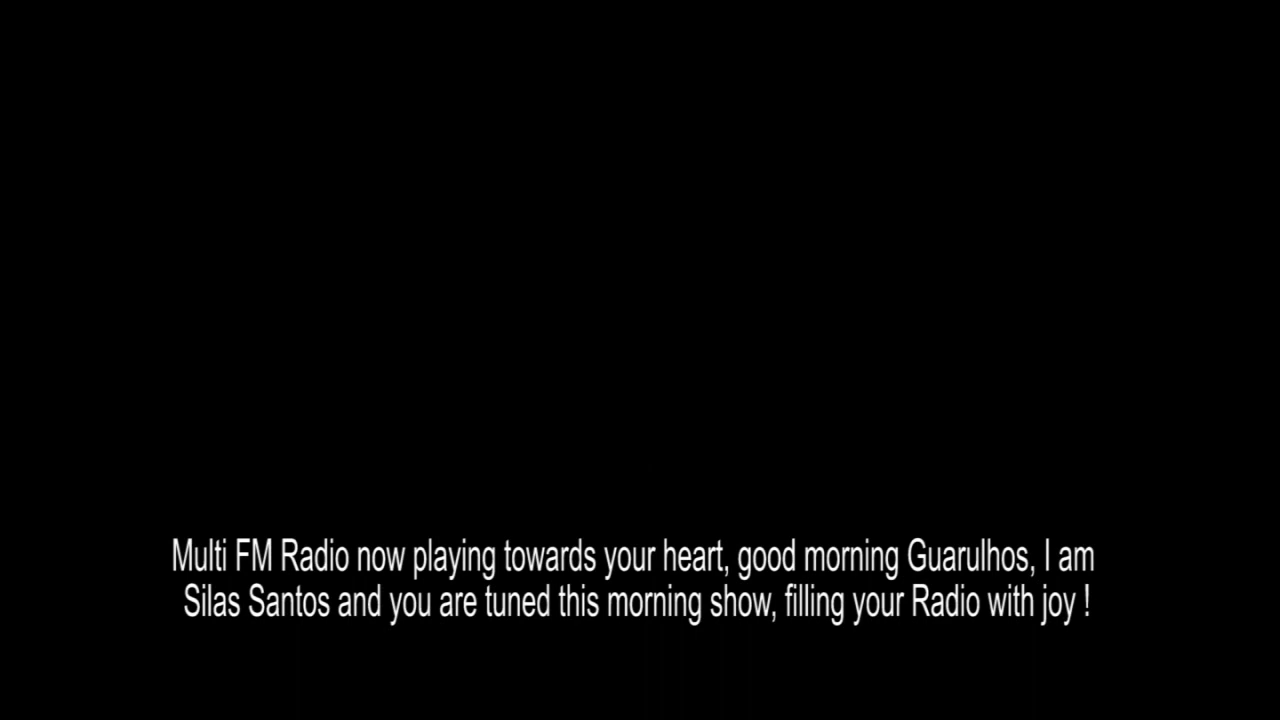 Multi FM Radio now playing towards your heart, good morning Guarulhos, I am
Silas Santos and you are tuned this morning show, filling your Radio with joy !